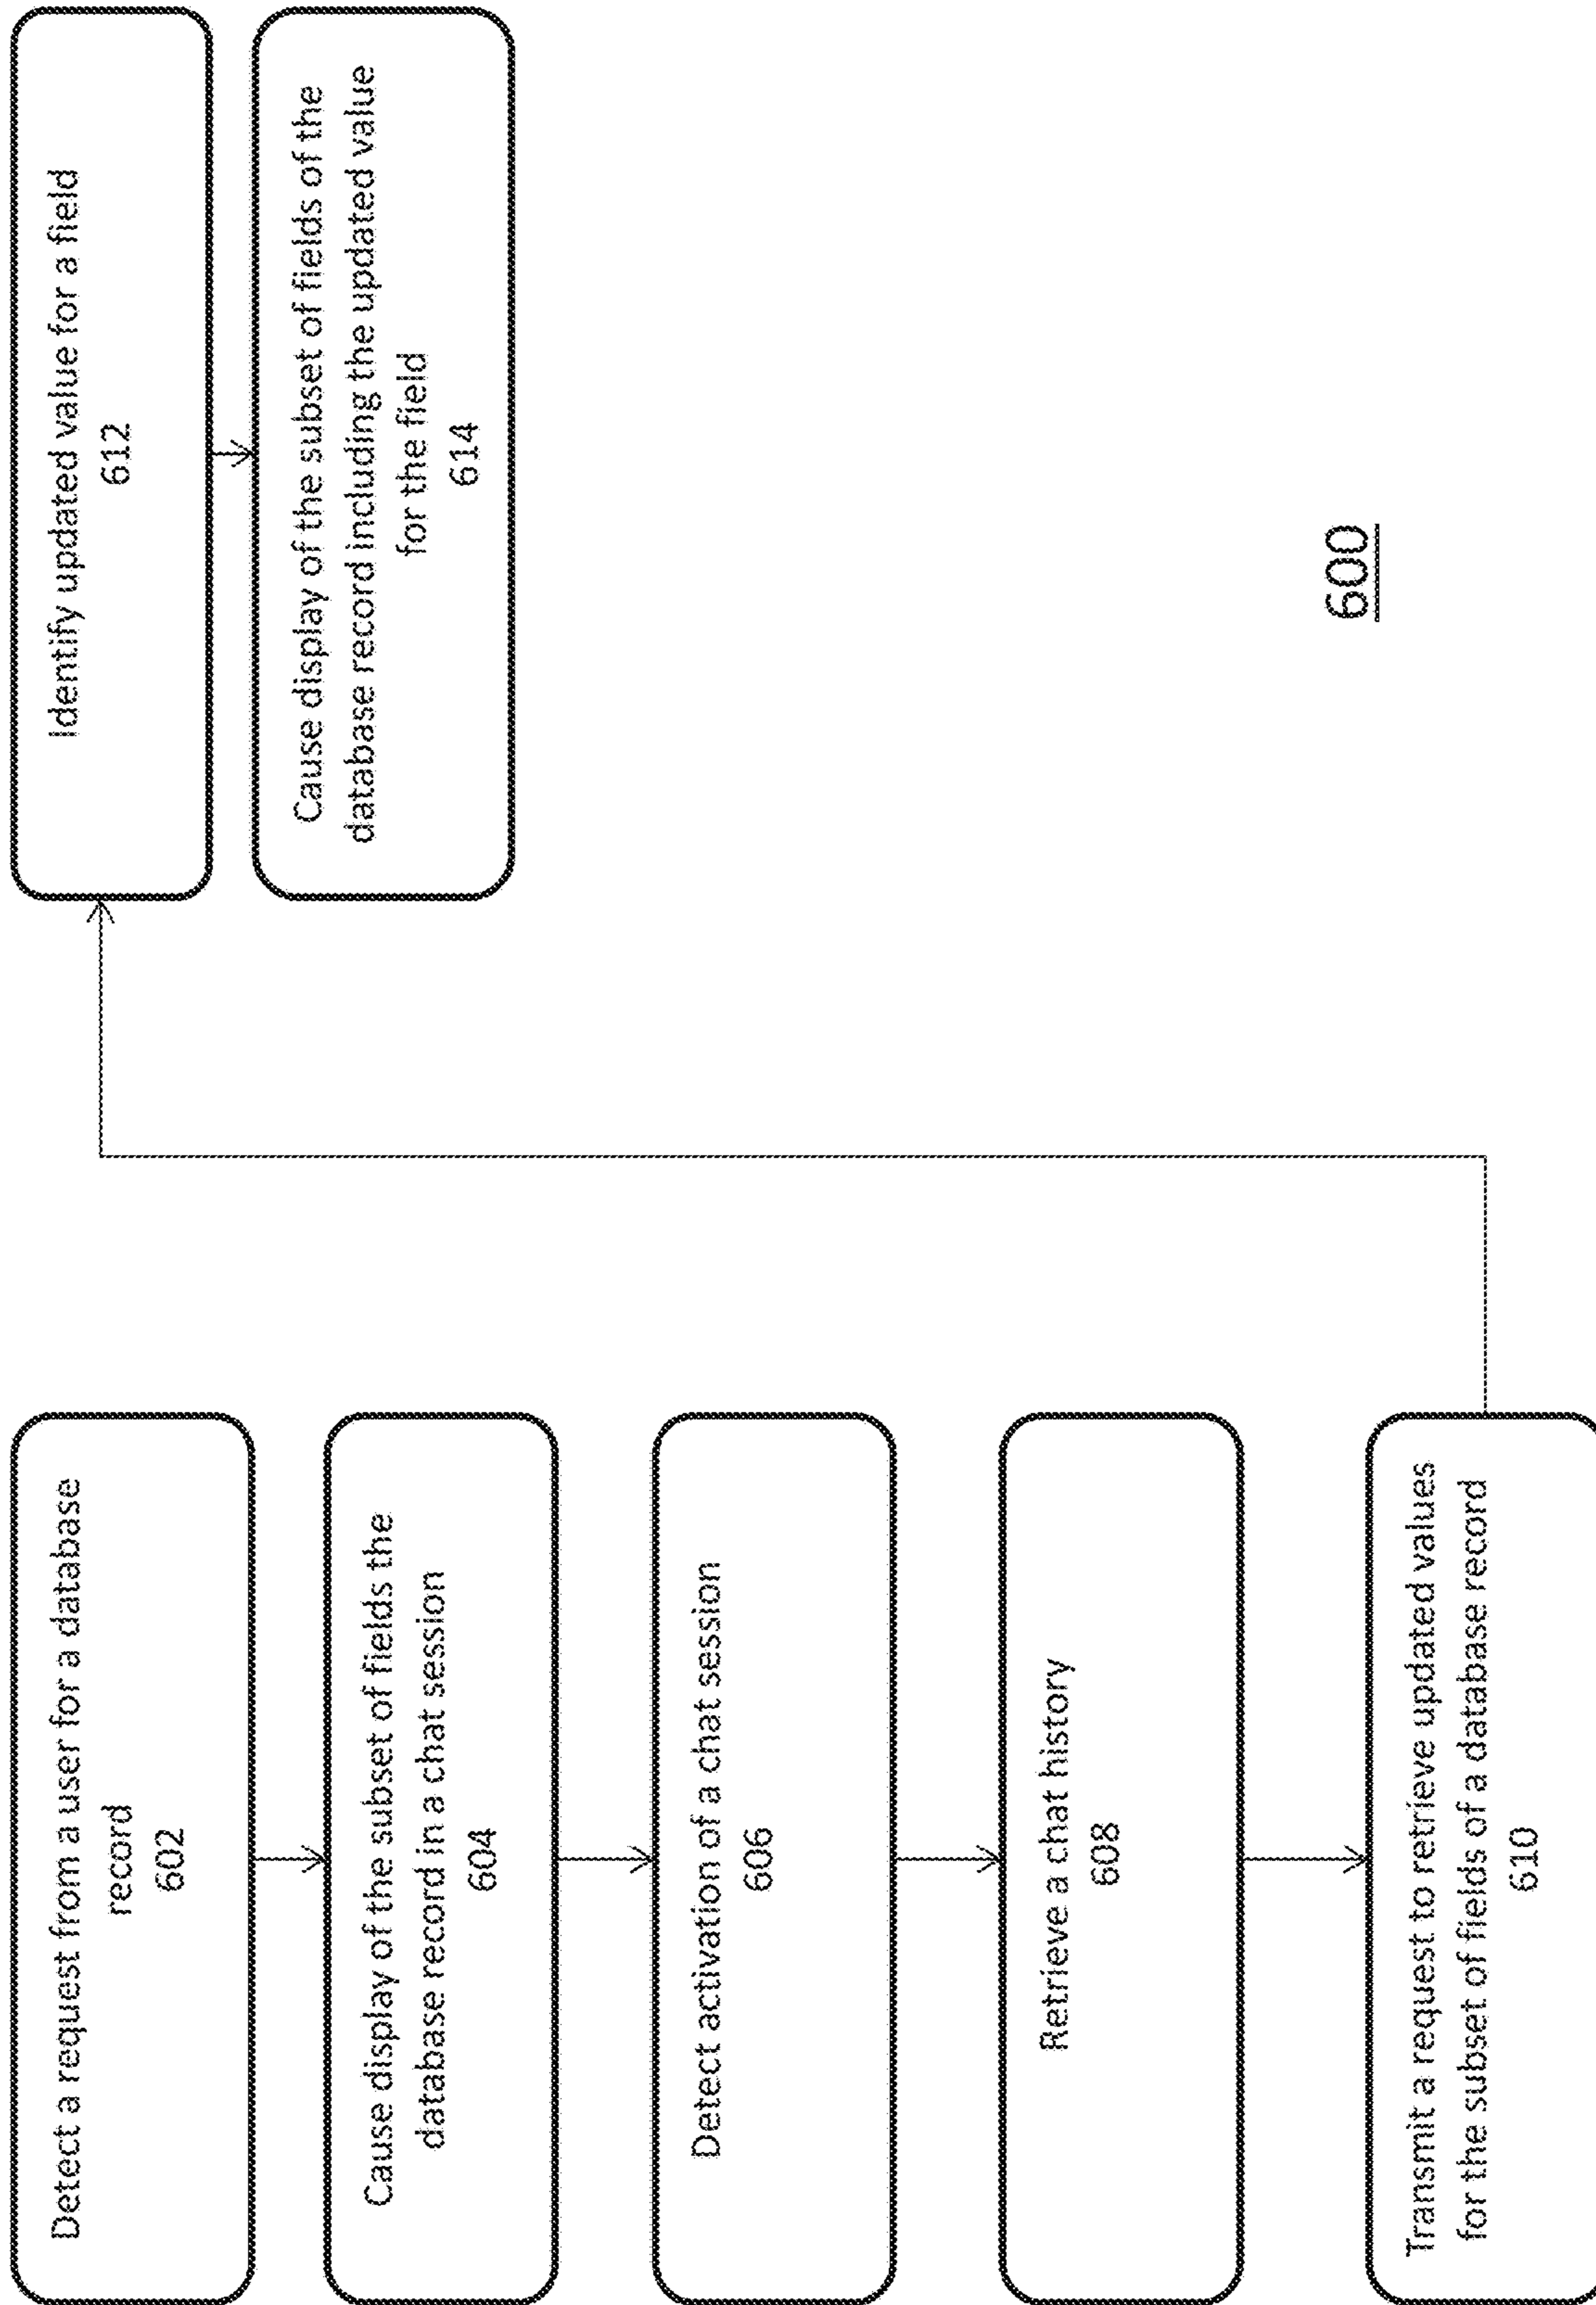 Detect a request from a user for a database
record
602
Cause display of the subset of fields the
database record in a chat session
604
Detect activation of a chat session
606
Retrieve a chat history
608
Transmit a request to retrieve updated values
for the subset of fields of a database record
610
Identify updated value for a field
612
Cause display of the subset of fields of the
database record including the updated value
for the field
614
600